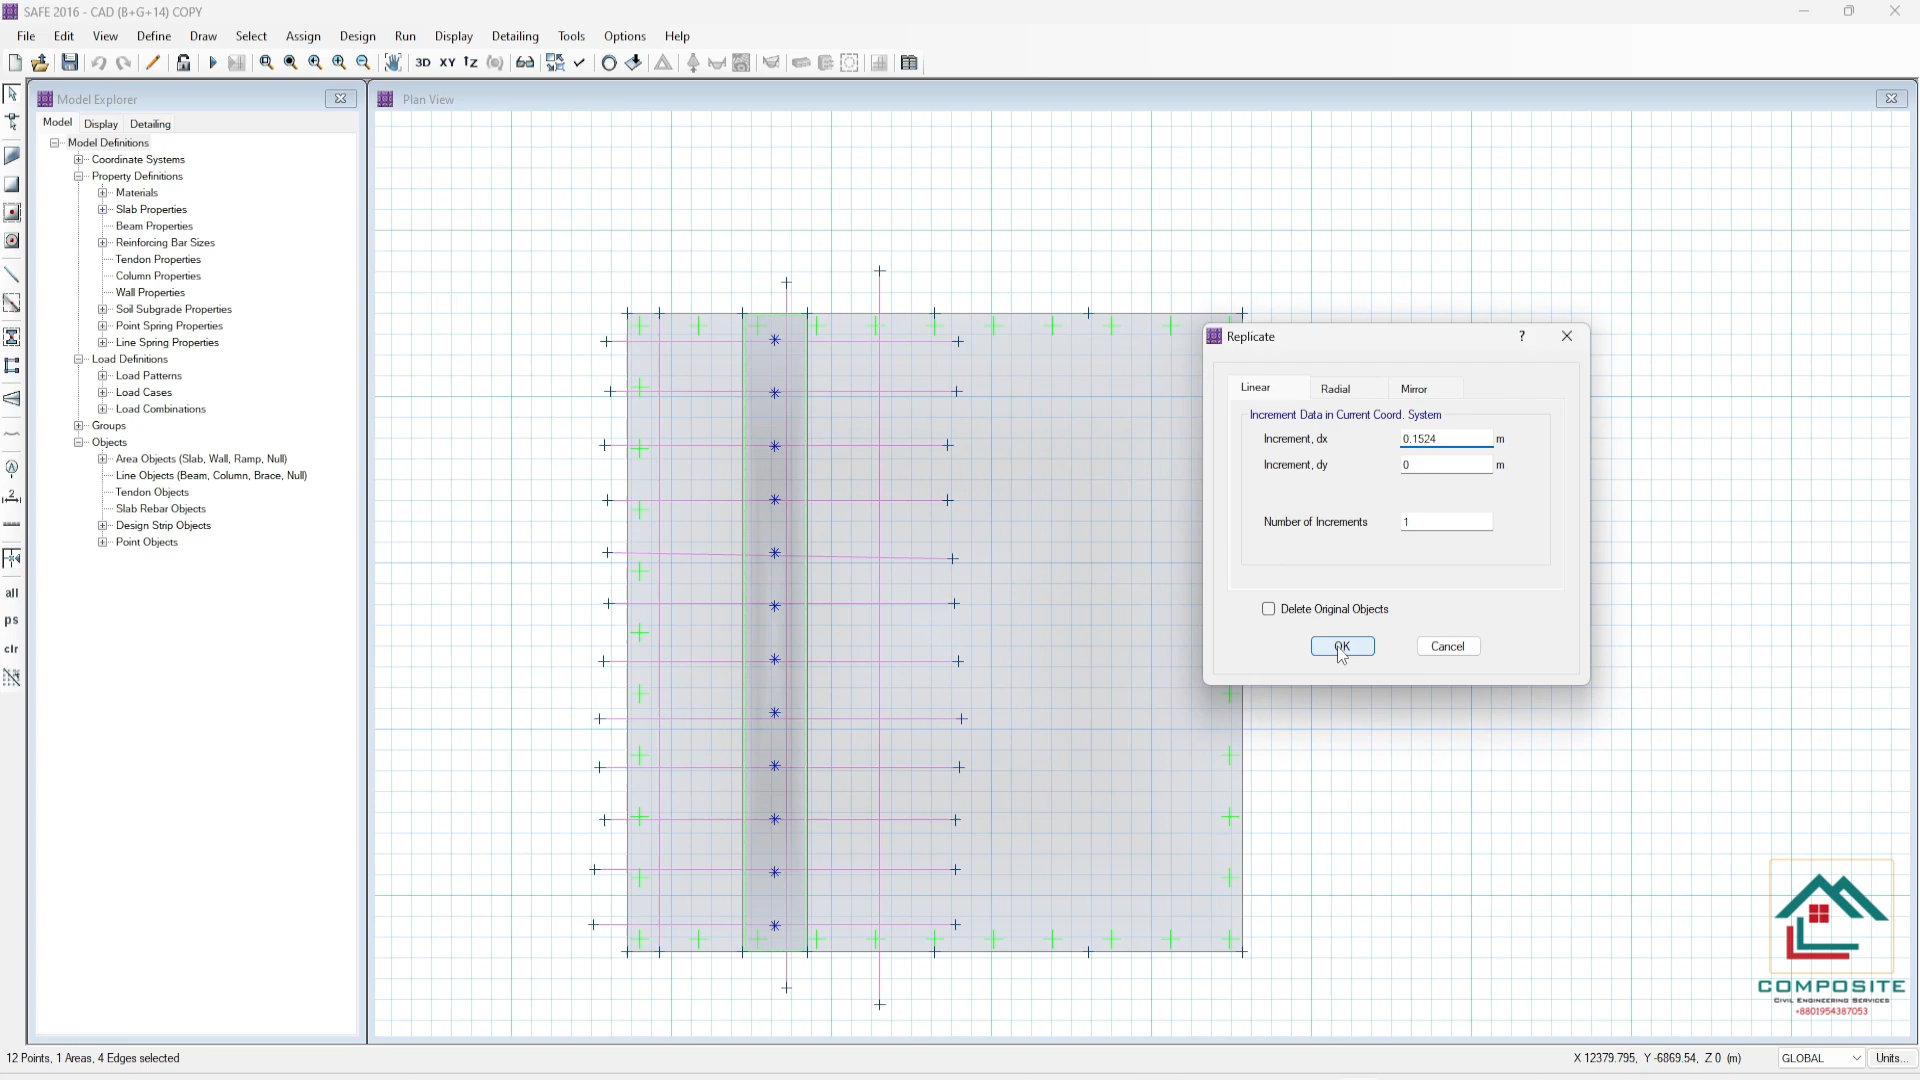 SAFE 2016 - CAD (B+G+14) COPY
File Edit View Define Draw Select Assign Design Run Display Detailing Tools Options Help
3D XY
Model Explorer
Plan View
Model Display Detailing
Model Definitions
Coordinate Systems
Property Definitions
Materials
Slab Properties
Beam Properties
Reinforcing Bar Sizes
Tendon Properties
Column Properties
Wall Properties
Soil Subgrade Properties
Point Spring Properties
Line Spring Properties
Load Definitions
Load Patterns
Load Cases
Load Combinations
Groups
Objects
Area Objects (Slab, Wall, Ramp, Null)
Line Objects (Beam, Column, Brace, Null)
Tendon Objects
Slab Rebar Objects
Design Strip Objects
Point Objects
all
ps
clr
Replicate
?
Linear Radial Mirror
Increment Data in Current Coord. System
Increment, dx 0.1524 m
Increment, dy 0 m
Number of Increments 1
Delete Original Objects
OK Cancel
COMPOSITE
CIVIL ENGINEERING SERVICES
+8801954387053
12 Points, 1 Areas, 4 Edges selected
X 12379.795, Y -6869.54, Z 0 (m)
GLOBAL
Units...